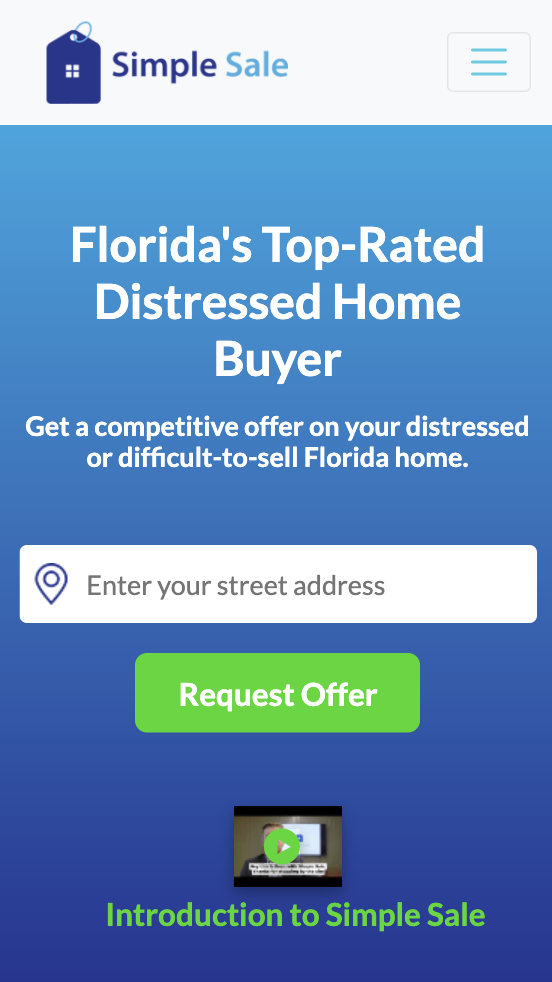 Simple Sale
Florida's Top-Rated
Distressed Home
Buyer
Get a competitive offer on your distressed
or difficult-to-sell Florida home.
Enter your street address
Request Offer
Introduction to Simple Sale